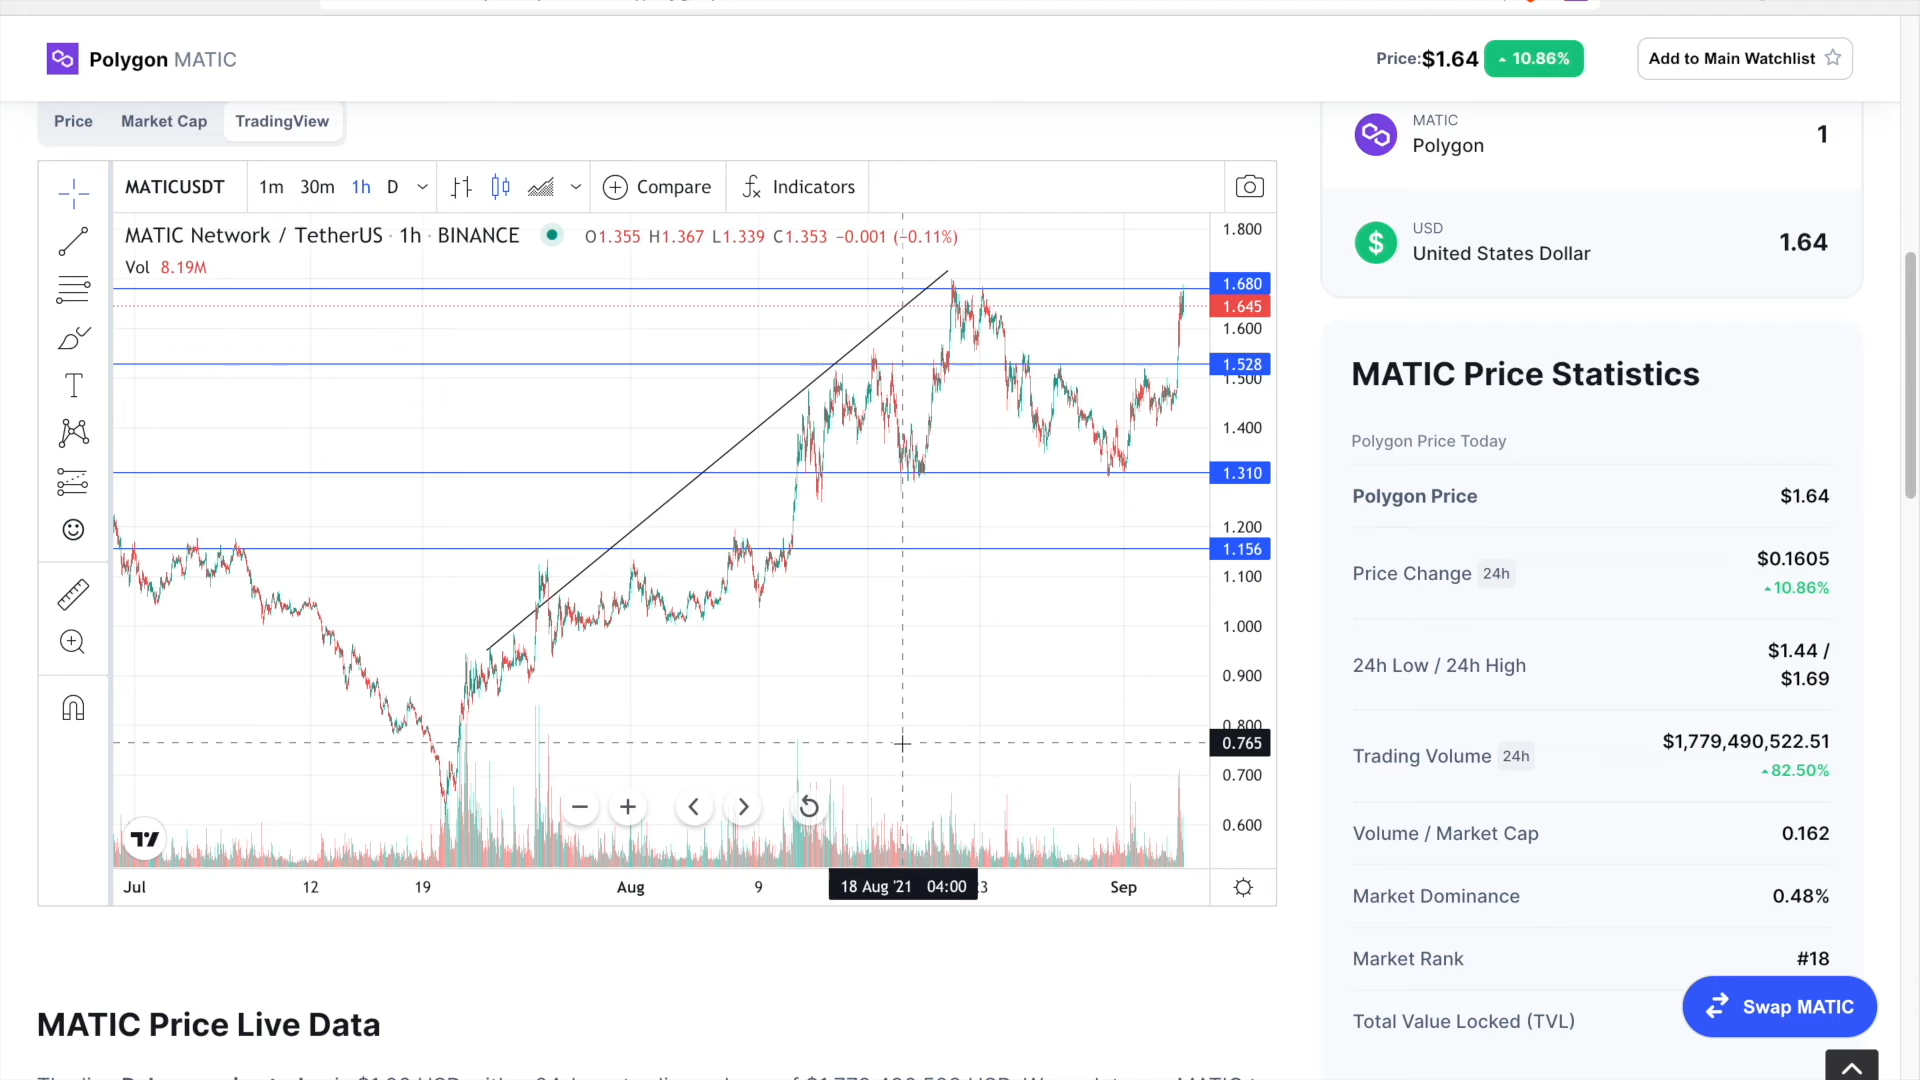 Polygon MATIC
Price:$1.64 10.86%
Add to Main Watchlist
Price Market Cap TradingView
MATICUSDT 1m 30m 1h D Compare Indicators
MATIC Network / TetherUS · 1h · BINANCE O1.355 H1.367 L1.339 C1.353 −0.001 (−0.11%)
Vol 8.19M
1.800
1.680
1.645
1.600
1.528
1.500
1.400
1.310
1.200
1.156
1.100
1.000
0.900
0.800
0.765
0.700
0.600
Jul 12 19 Aug 9 18 Aug '21 04:00 Sep
MATIC Price Live Data
MATIC
Polygon
1
USD
United States Dollar
1.64
MATIC Price Statistics
Polygon Price Today
Polygon Price $1.64
Price Change 24h $0.1605
10.86%
24h Low / 24h High $1.44 /
$1.69
Trading Volume 24h $1,779,490,522.51
82.50%
Volume / Market Cap 0.162
Market Dominance 0.48%
Market Rank #18
Total Value Locked (TVL)
Swap MATIC